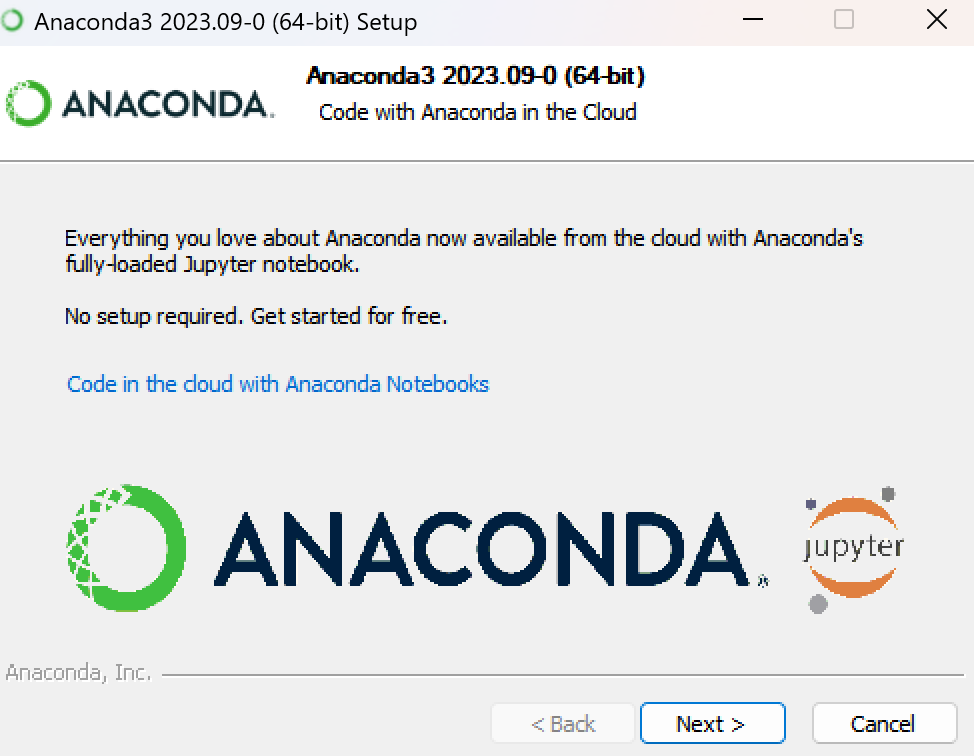 Anaconda3 2023.09-0 (64-bit) Setup
ANACONDA.
Anaconda3 2023.09-0 (64-bit)
Code with Anaconda in the Cloud
Everything you love about Anaconda now available from the cloud with Anaconda's
fully-loaded Jupyter notebook.
No setup required. Get started for free.
Code in the cloud with Anaconda Notebooks
ANACONDA.®
jupyter
Anaconda, Inc.
< Back
Next >
Cancel